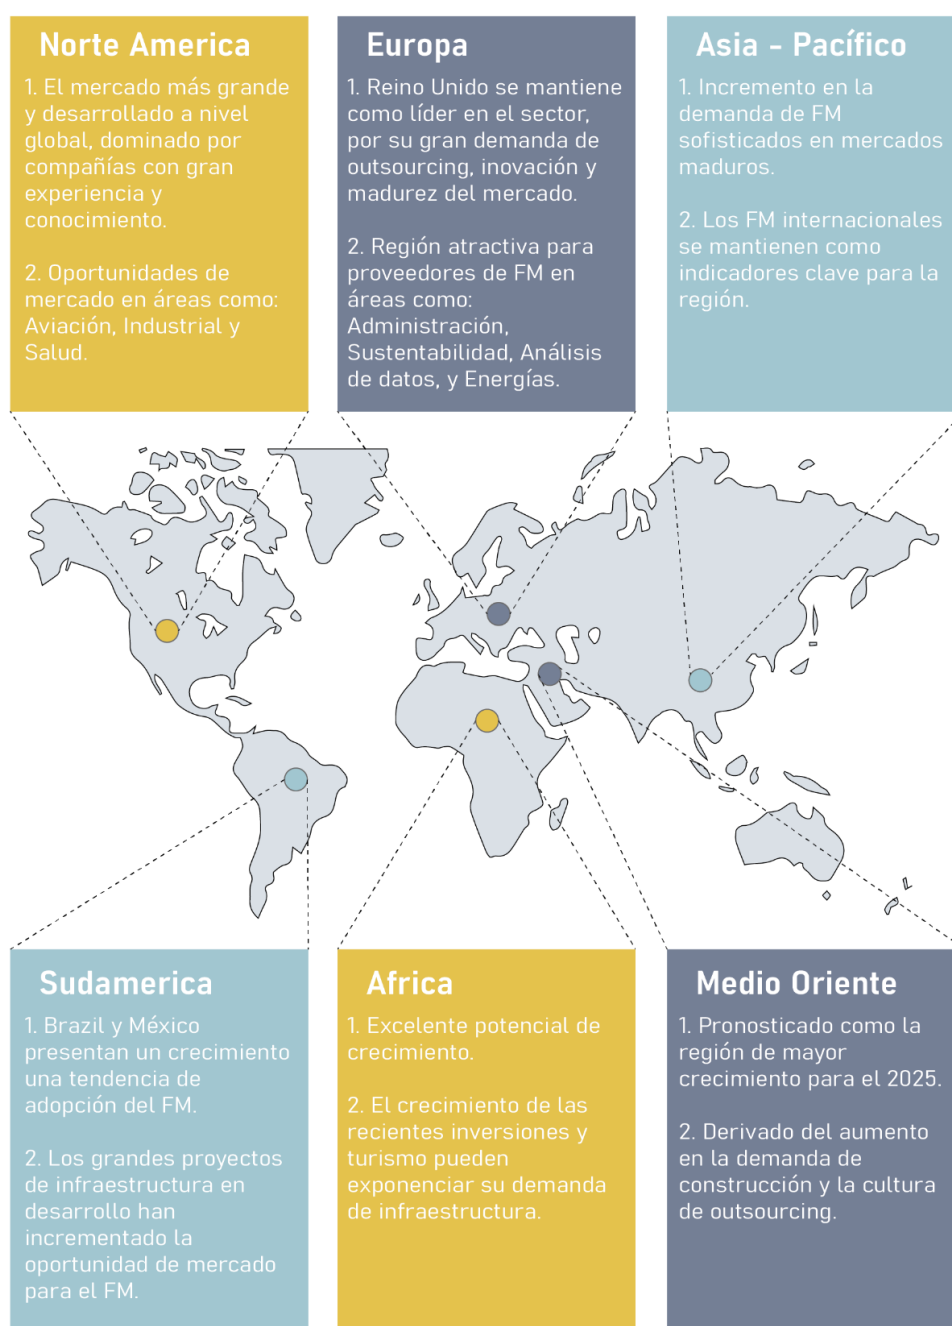 Norte America
1. El mercado más grande
y desarrollado a nivel
global, dominado por
compañías con gran
experiencia y
conocimiento.
2. Oportunidades de
mercado en áreas como:
Aviación, Industrial y
Salud.
Europa
1. Reino Unido se mantiene
como líder en el sector,
por su gran demanda de
outsourcing, inovación y
madurez del mercado.
2. Región atractiva para
proveedores de FM en
áreas como:
Administración,
Sustentabilidad, Análisis
de datos, y Energías.
Asia - Pacífico
1. Incremento en la
demanda de FM
sofisticados en mercados
maduros.
2. Los FM internacionales
se mantienen como
indicadores clave para la
región.
Sudamerica
1. Brazil y México
presentan un crecimiento
una tendencia de
adopción del FM.
2. Los grandes proyectos
de infraestructura en
desarrollo han
incrementado la
oportunidad de mercado
para el FM.
Africa
1. Excelente potencial de
crecimiento.
2. El crecimiento de las
recientes inversiones y
turismo pueden
exponenciar su demanda
de infraestructura.
Medio Oriente
1. Pronosticado como la
región de mayor
crecimiento para el 2025.
2. Derivado del aumento
en la demanda de
construcción y la cultura
de outsourcing.